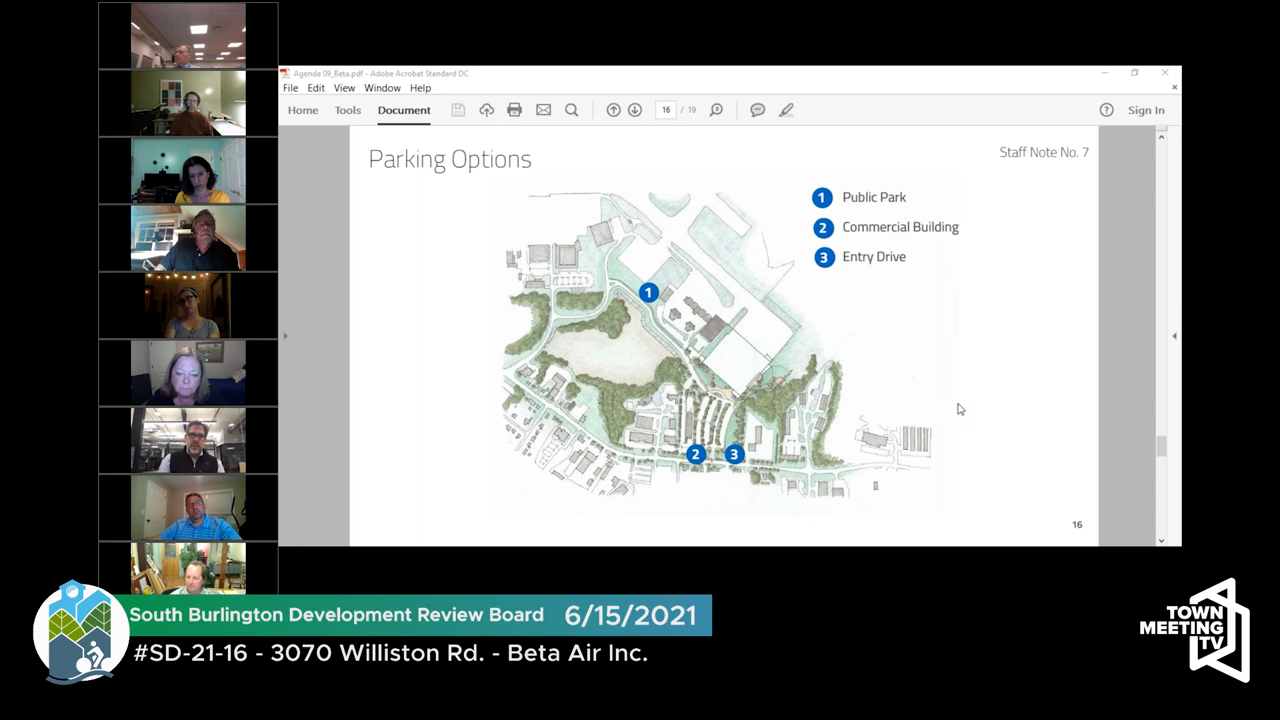 Agenda 09_Beta.pdf - Adobe Acrobat Standard DC
File Edit View Window Help
Home Tools Document 16 / 19 Sign In
Parking Options
Staff Note No. 7
1 Public Park
2 Commercial Building
3 Entry Drive
1
2 3
16
South Burlington Development Review Board 6/15/2021
#SD-21-16 - 3070 Williston Rd. - Beta Air Inc.
TOWN
MEETING
TV